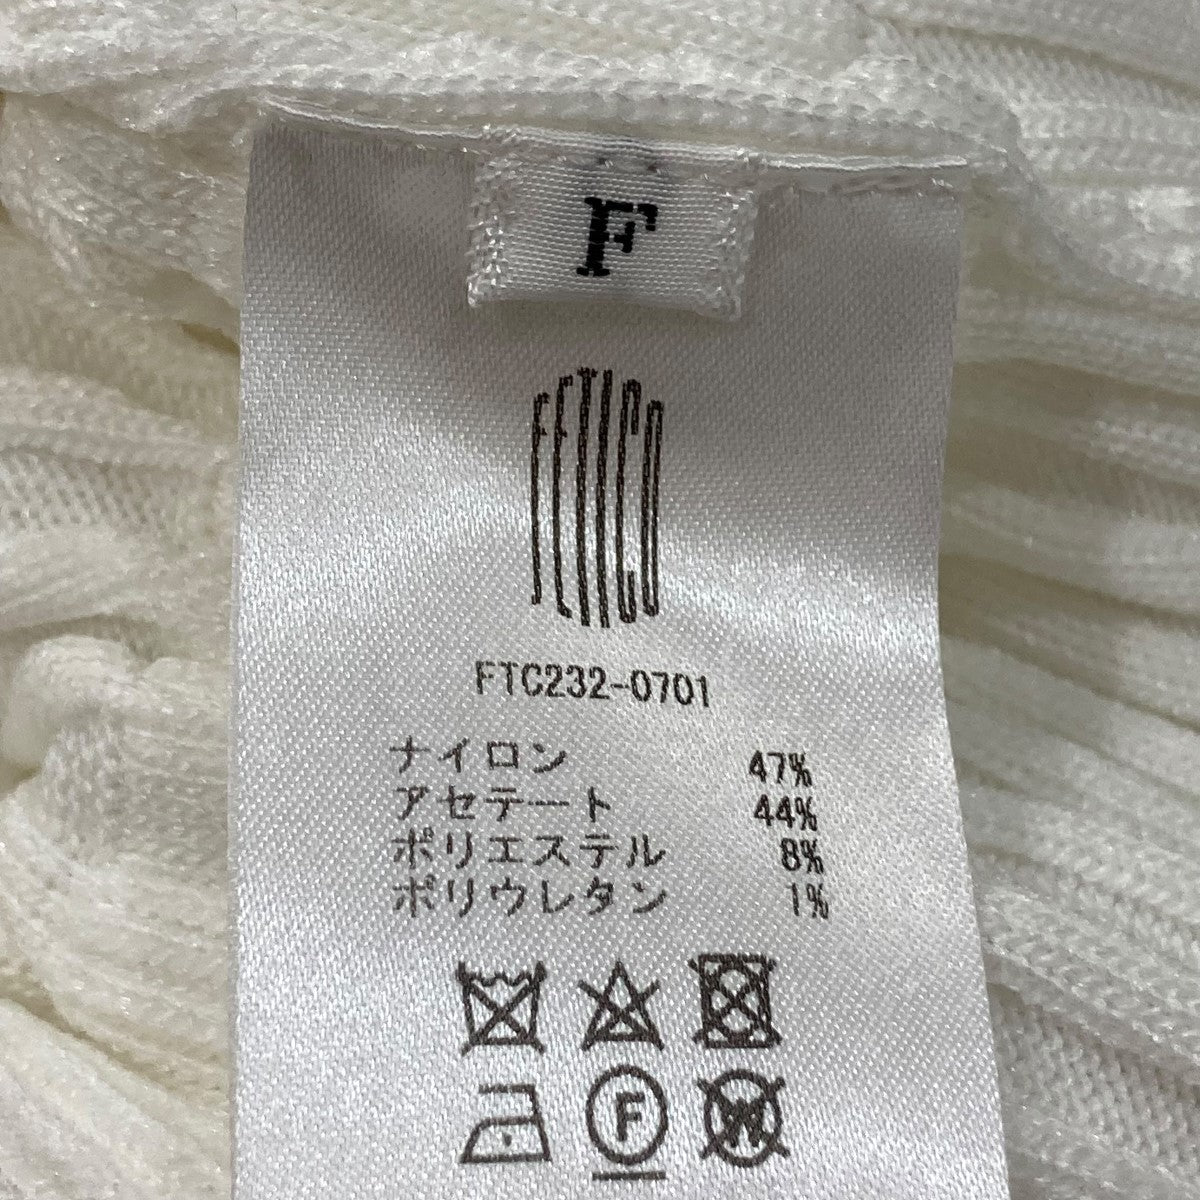 F
FETICO
FTC232-0701
ナイロン 47%
アセテート 44%
ポリエステル 8%
ポリウレタン 1%
F W